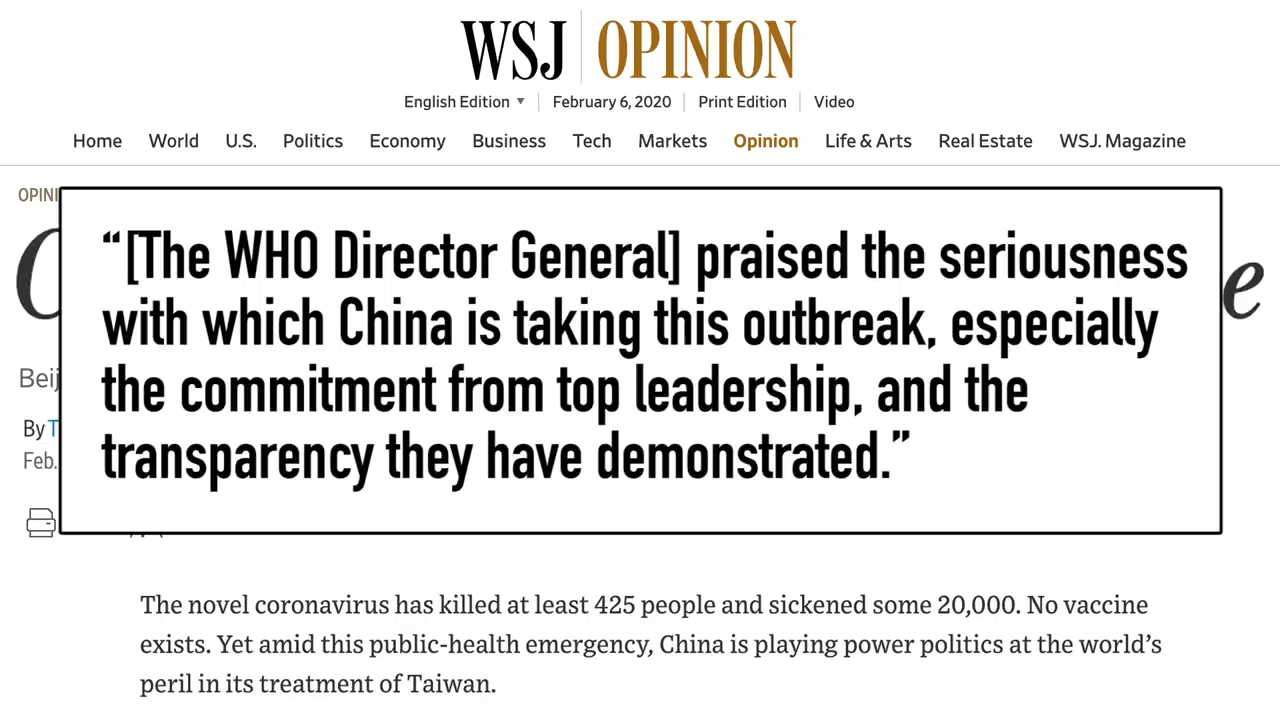 WSJ OPINION
English Edition February 6, 2020 Print Edition Video
Home World U.S. Politics Economy Business Tech Markets Opinion Life & Arts Real Estate WSJ. Magazine
OPINI
“[The WHO Director General] praised the seriousness
with which China is taking this outbreak, especially
the commitment from top leadership, and the
transparency they have demonstrated.”
e
Beij
By T
Feb.
The novel coronavirus has killed at least 425 people and sickened some 20,000. No vaccine
exists. Yet amid this public-health emergency, China is playing power politics at the world’s
peril in its treatment of Taiwan.